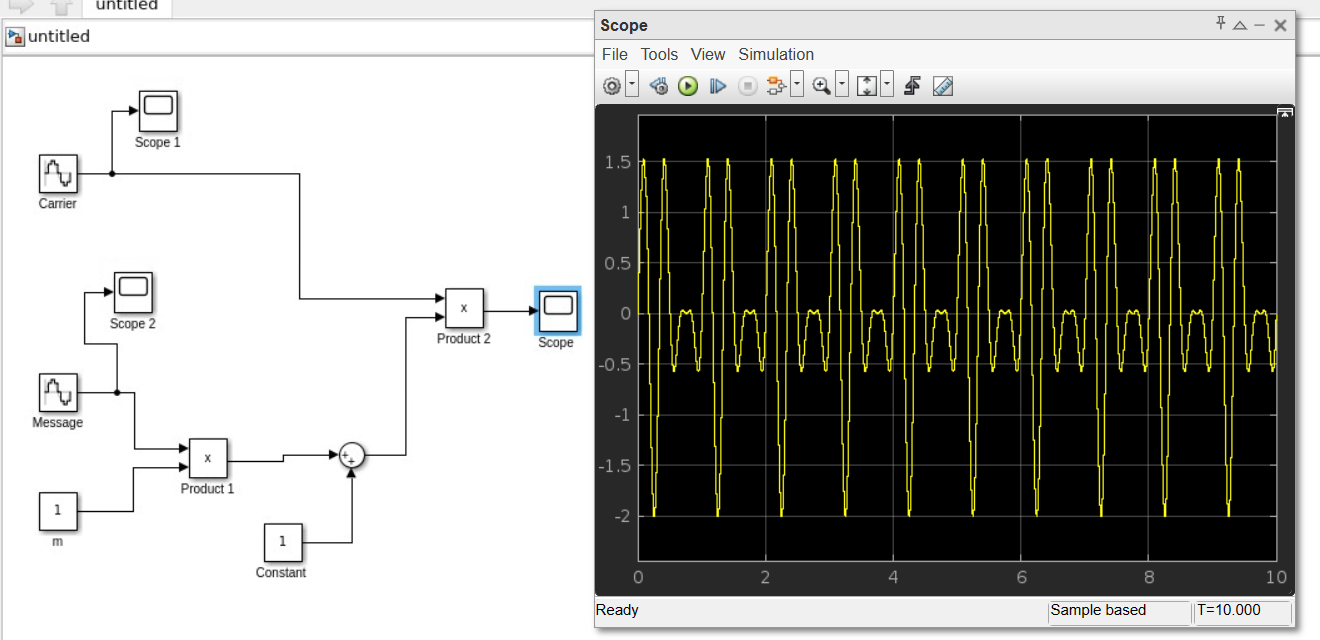 untitled
untitled
Scope 1
Carrier
Scope 2
Message
x
Product 1
1
m
1
Constant
x
Product 2
Scope
Scope
File Tools View Simulation
1.5
1
0.5
0
-0.5
-1
-1.5
-2
0 2 4 6 8 10
Ready Sample based T=10.000